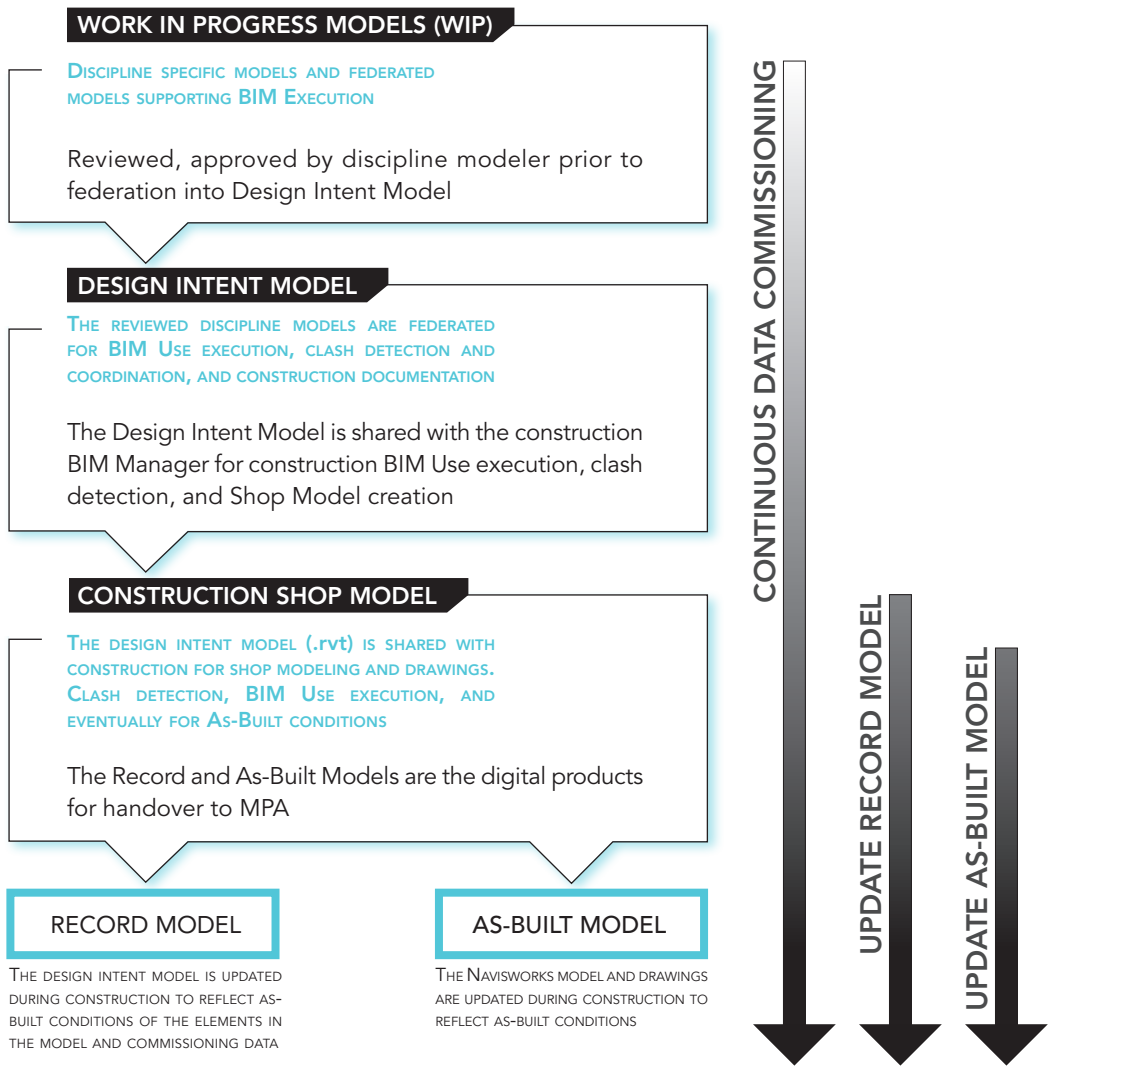 WORK IN PROGRESS MODELS (WIP)
Discipline specific models and federated
models supporting BIM Execution
Reviewed, approved by discipline modeler prior to
federation into Design Intent Model
DESIGN INTENT MODEL
The reviewed discipline models are federated
for BIM Use execution, clash detection and
coordination, and construction documentation
The Design Intent Model is shared with the construction
BIM Manager for construction BIM Use execution, clash
detection, and Shop Model creation
CONSTRUCTION SHOP MODEL
The design intent model (.rvt) is shared with
construction for shop modeling and drawings.
Clash detection, BIM Use execution, and
eventually for As-Built conditions
The Record and As-Built Models are the digital products
for handover to MPA
RECORD MODEL
The design intent model is updated
during construction to reflect as-
built conditions of the elements in
the model and commissioning data
AS-BUILT MODEL
The Navisworks model and drawings
are updated during construction to
reflect as-built conditions
CONTINUOUS DATA COMMISSIONING
UPDATE RECORD MODEL
UPDATE AS-BUILT MODEL